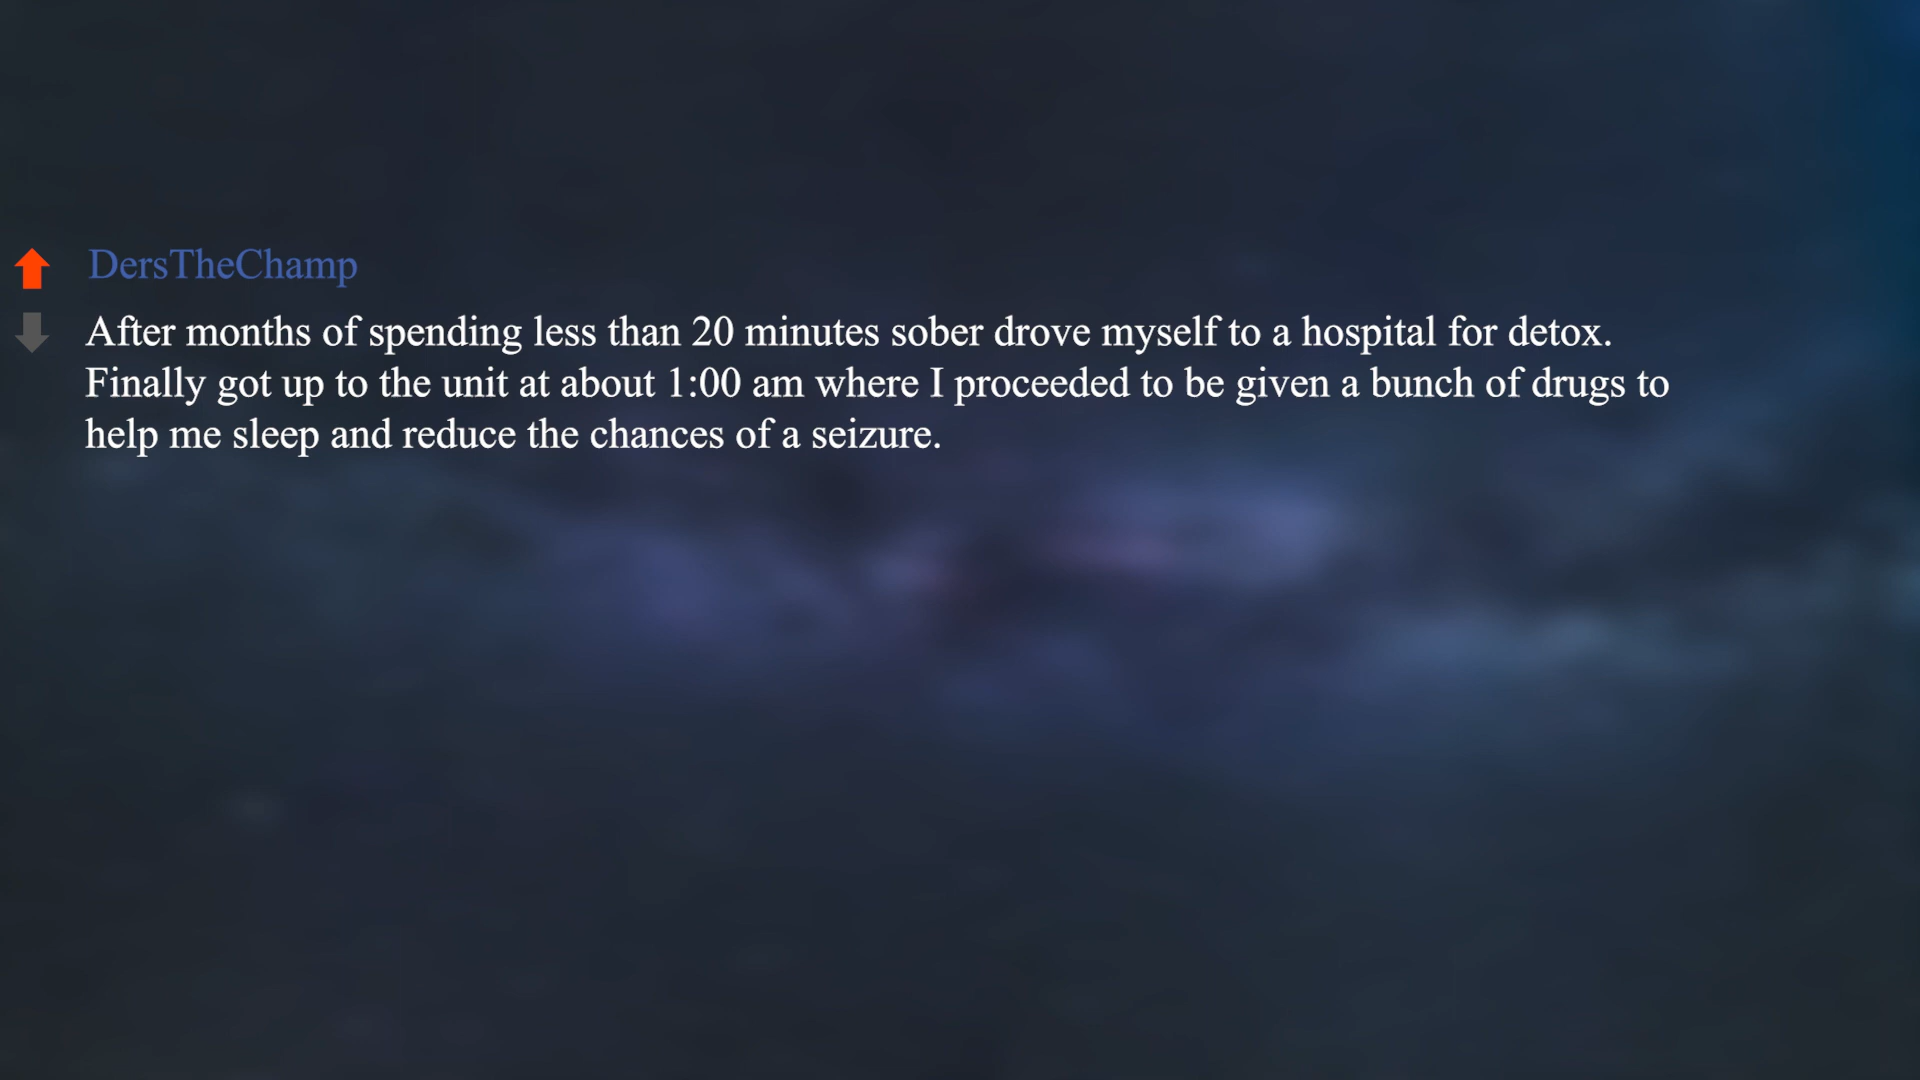 DersTheChamp
After months of spending less than 20 minutes sober drove myself to a hospital for detox.
Finally got up to the unit at about 1:00 am where I proceeded to be given a bunch of drugs to
help me sleep and reduce the chances of a seizure.